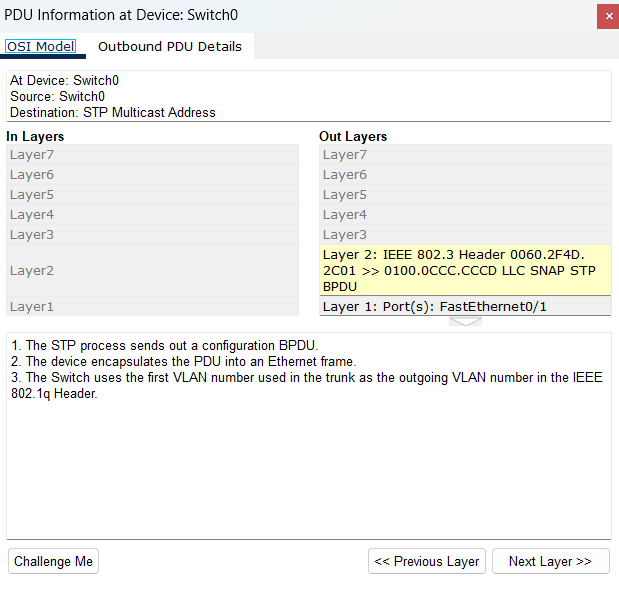 PDU Information at Device: Switch0
OSI Model Outbound PDU Details
At Device: Switch0
Source: Switch0
Destination: STP Multicast Address
In Layers
Layer7
Layer6
Layer5
Layer4
Layer3
Layer2
Layer1
Out Layers
Layer7
Layer6
Layer5
Layer4
Layer3
Layer 2: IEEE 802.3 Header 0060.2F4D.
2C01 >> 0100.0CCC.CCCD LLC SNAP STP
BPDU
Layer 1: Port(s): FastEthernet0/1
1. The STP process sends out a configuration BPDU.
2. The device encapsulates the PDU into an Ethernet frame.
3. The Switch uses the first VLAN number used in the trunk as the outgoing VLAN number in the IEEE
802.1q Header.
Challenge Me << Previous Layer Next Layer >>